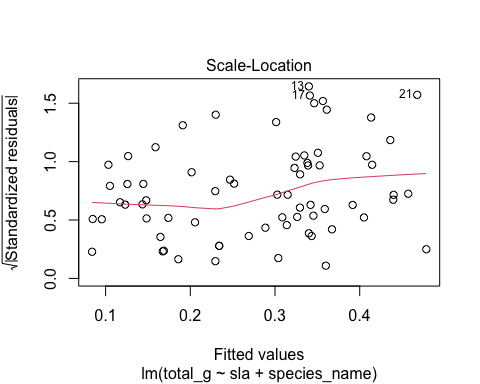 Scale-Location
√|Standardized residuals|
0.0
0.5
1.0
1.5
13
17
21
0.1
0.2
0.3
0.4
Fitted values
lm(total_g ~ sla + species_name)